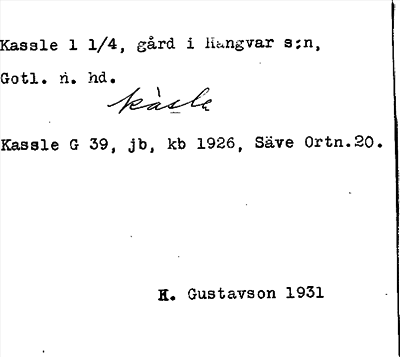 Kassle 1 1/4, gård i Hangvar s:n,
Gotl. n. hd.
kàsle
Kassle G 39, jb, kb 1926, Säve Ortn.20.
H. Gustavson 1931